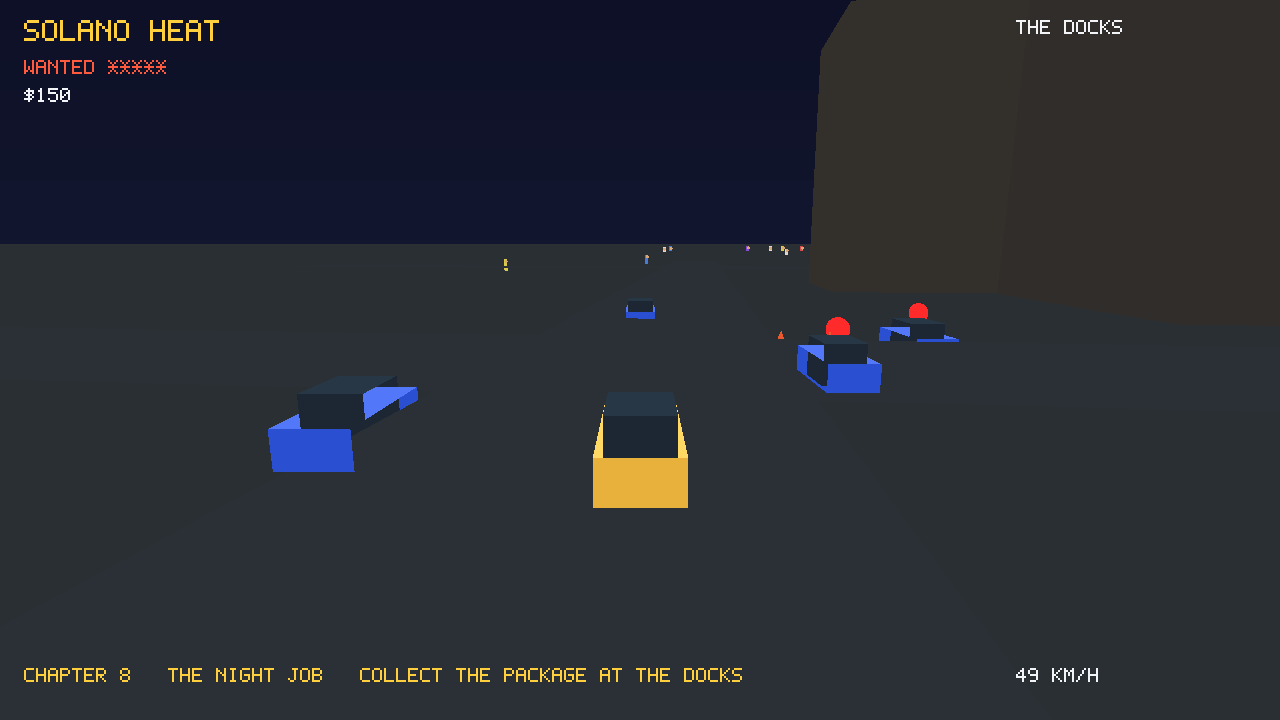 SOLANO HEAT
THE DOCKS
WANTED *****
$150
CHAPTER 8 THE NIGHT JOB COLLECT THE PACKAGE AT THE DOCKS
49 KM/H